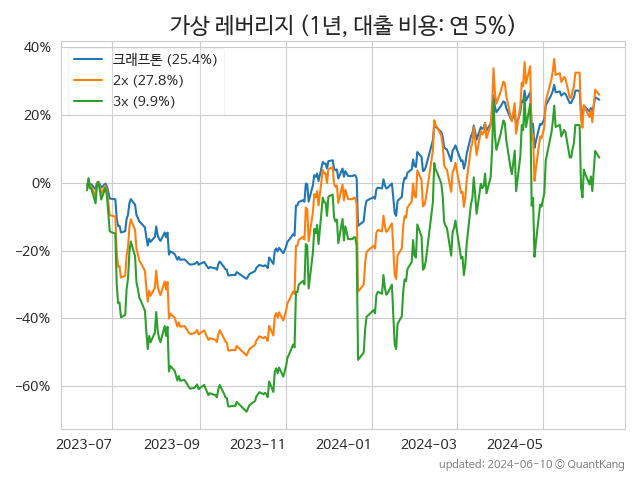 가상 레버리지 (1년, 대출 비용: 연 5%)
크래프톤 (25.4%)
2x (27.8%)
3x (9.9%)
40%
20%
0%
−20%
−40%
−60%
2023-07 2023-09 2023-11 2024-01 2024-03 2024-05
updated: 2024-06-10 © QuantKang